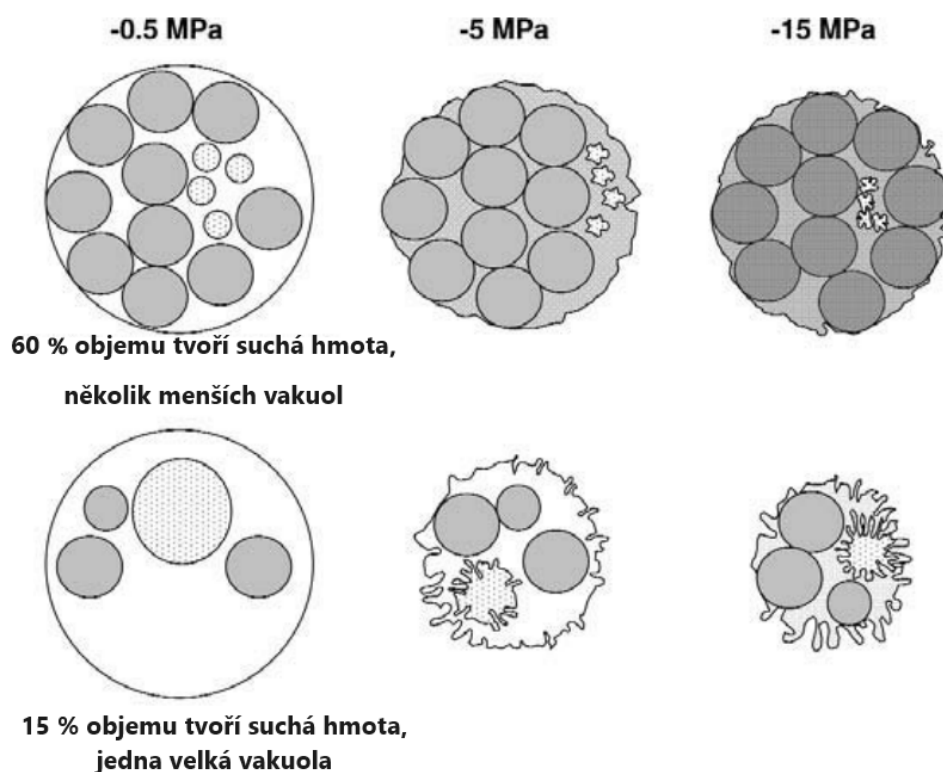 -0.5 MPa -5 MPa -15 MPa
60 % objemu tvoří suchá hmota,
několik menších vakuol
15 % objemu tvoří suchá hmota,
jedna velká vakuola